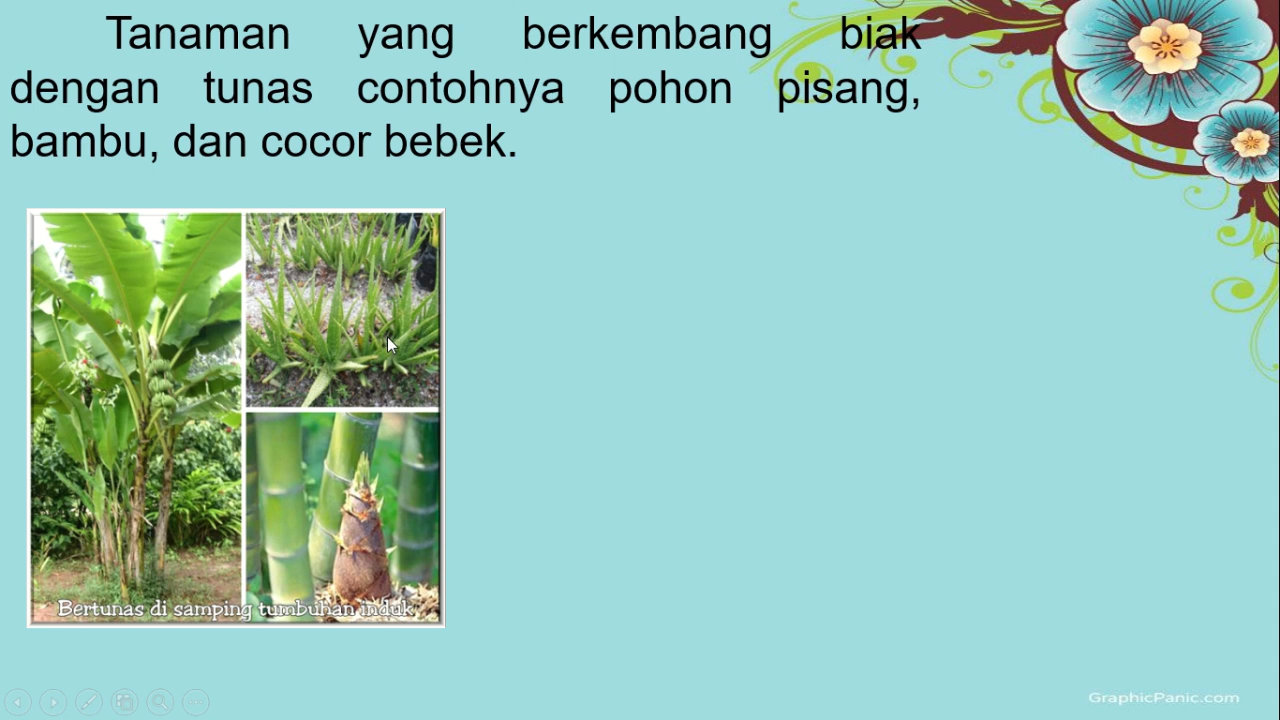 Tanaman yang berkembang biak
dengan tunas contohnya pohon pisang,
bambu, dan cocor bebek.
Bertunas di samping tumbuhan induk
GraphicPanic.com